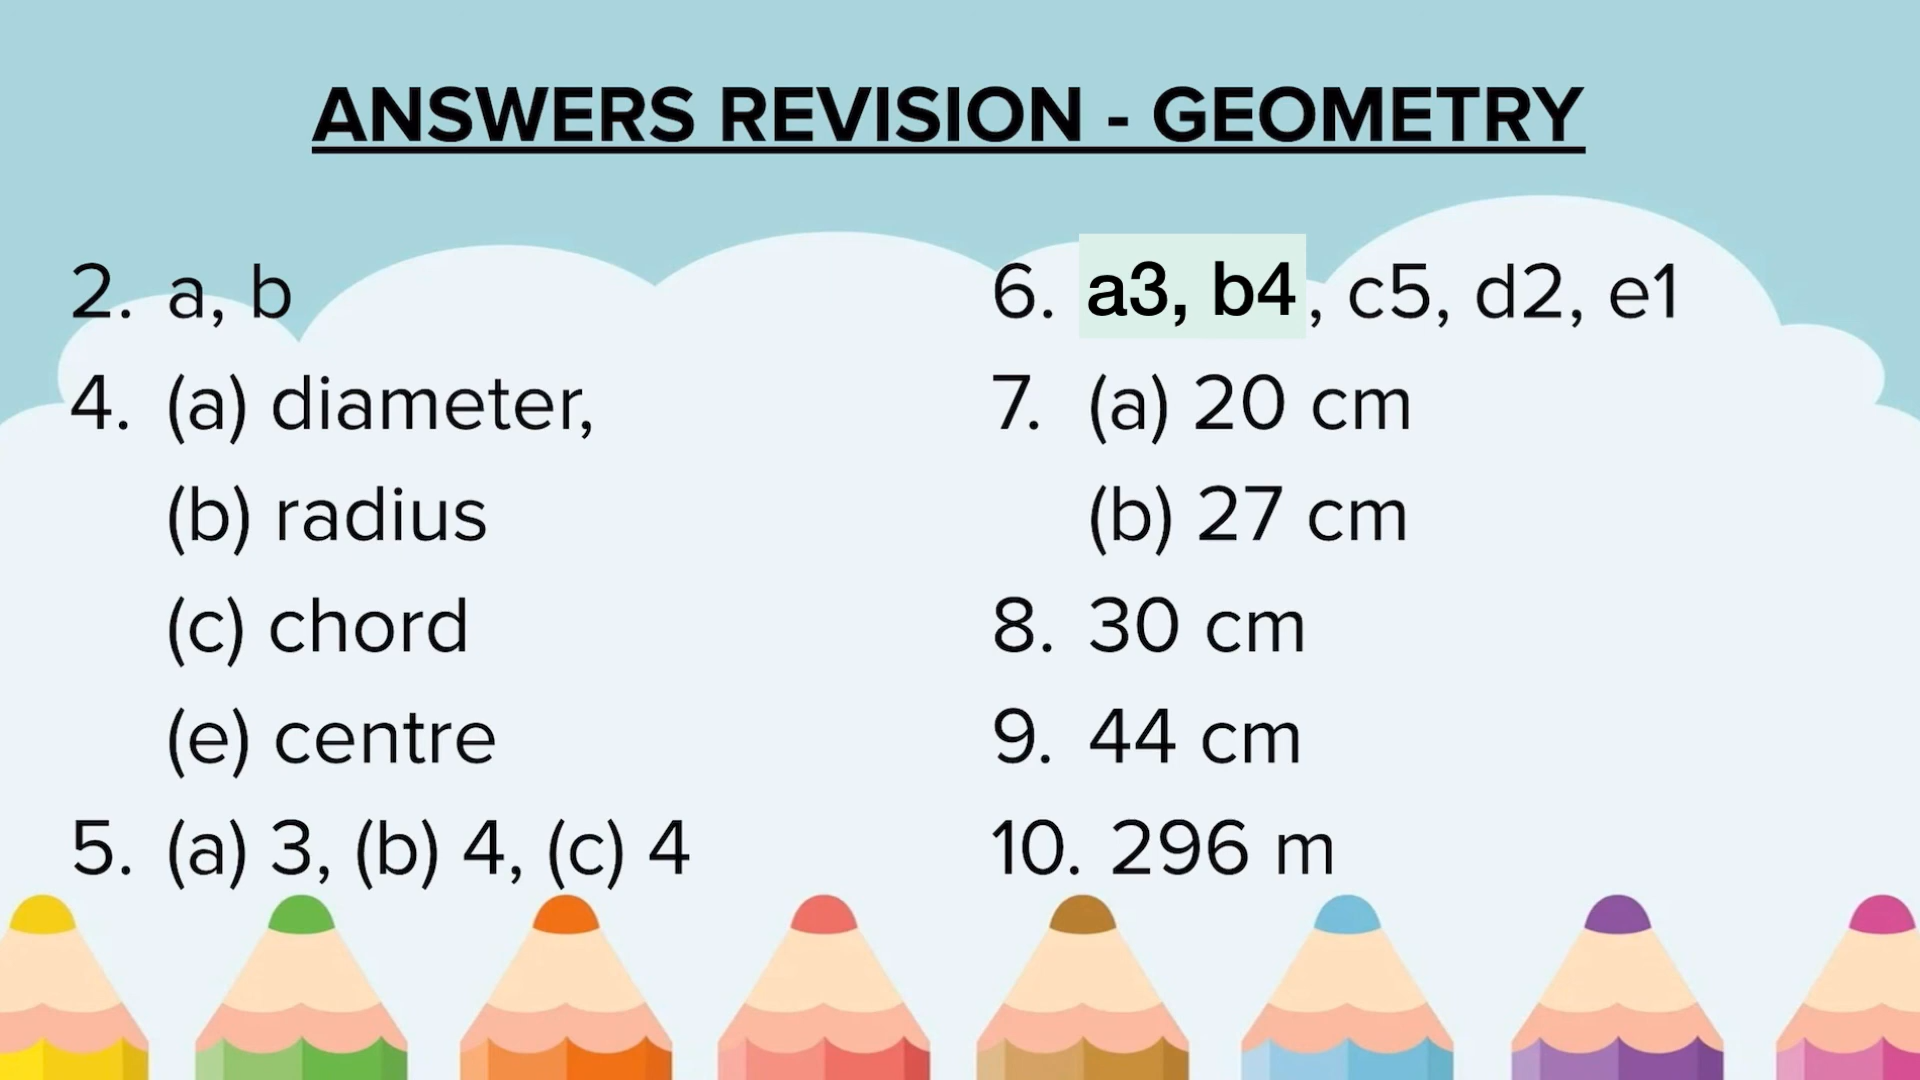 ANSWERS REVISION - GEOMETRY
2. a, b
4. (a) diameter,
(b) radius
(c) chord
(e) centre
5. (a) 3, (b) 4, (c) 4
6. a3, b4, c5, d2, e1
7. (a) 20 cm
(b) 27 cm
8. 30 cm
9. 44 cm
10. 296 m